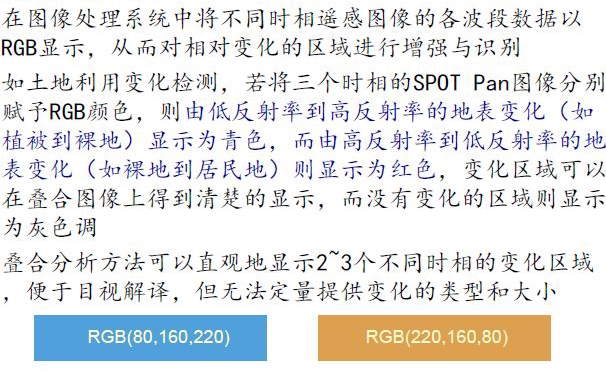 在图像处理系统中将不同时相遥感图像的各波段数据以
RGB显示，从而对相对变化的区域进行增强与识别
如土地利用变化检测，若将三个时相的SPOT Pan图像分别
赋予RGB颜色，则由低反射率到高反射率的地表变化（如
植被到裸地）显示为青色，而由高反射率到低反射率的地
表变化（如裸地到居民地）则显示为红色，变化区域可以
在叠合图像上得到清楚的显示，而没有变化的区域则显示
为灰色调
叠合分析方法可以直观地显示2~3个不同时相的变化区域
，便于目视解译，但无法定量提供变化的类型和大小
RGB(80,160,220)
RGB(220,160,80)